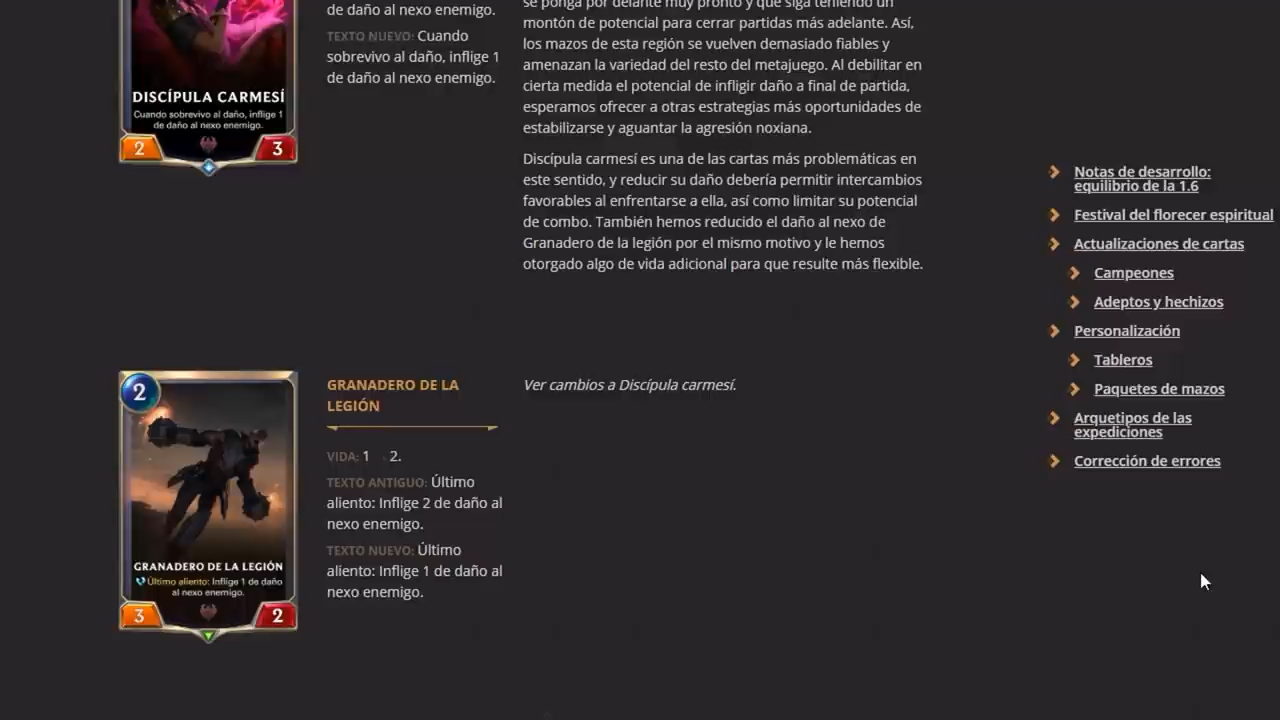 de daño al nexo enemigo.
TEXTO NUEVO: Cuando
sobrevivo al daño, inflige 1
de daño al nexo enemigo.
DISCÍPULA CARMESÍ
Cuando sobrevivo al daño, inflige 1
de daño al nexo enemigo.
2
3
se ponga por delante muy pronto y que siga teniendo un
montón de potencial para cerrar partidas más adelante. Así,
los mazos de esta región se vuelven demasiado fiables y
amenazan la variedad del resto del metajuego. Al debilitar en
cierta medida el potencial de infligir daño a final de partida,
esperamos ofrecer a otras estrategias más oportunidades de
estabilizarse y aguantar la agresión noxiana.
Discípula carmesí es una de las cartas más problemáticas en
este sentido, y reducir su daño debería permitir intercambios
favorables al enfrentarse a ella, así como limitar su potencial
de combo. También hemos reducido el daño al nexo de
Granadero de la legión por el mismo motivo y le hemos
otorgado algo de vida adicional para que resulte más flexible.
2
GRANADERO DE LA LEGIÓN
Último aliento: Inflige 1 de daño
al nexo enemigo.
3
2
GRANADERO DE LA
LEGIÓN
VIDA: 1 2.
TEXTO ANTIGUO: Último
aliento: Inflige 2 de daño al
nexo enemigo.
TEXTO NUEVO: Último
aliento: Inflige 1 de daño al
nexo enemigo.
Ver cambios a Discípula carmesí.
Notas de desarrollo:
equilibrio de la 1.6
Festival del florecer espiritual
Actualizaciones de cartas
Campeones
Adeptos y hechizos
Personalización
Tableros
Paquetes de mazos
Arquetipos de las
expediciones
Corrección de errores